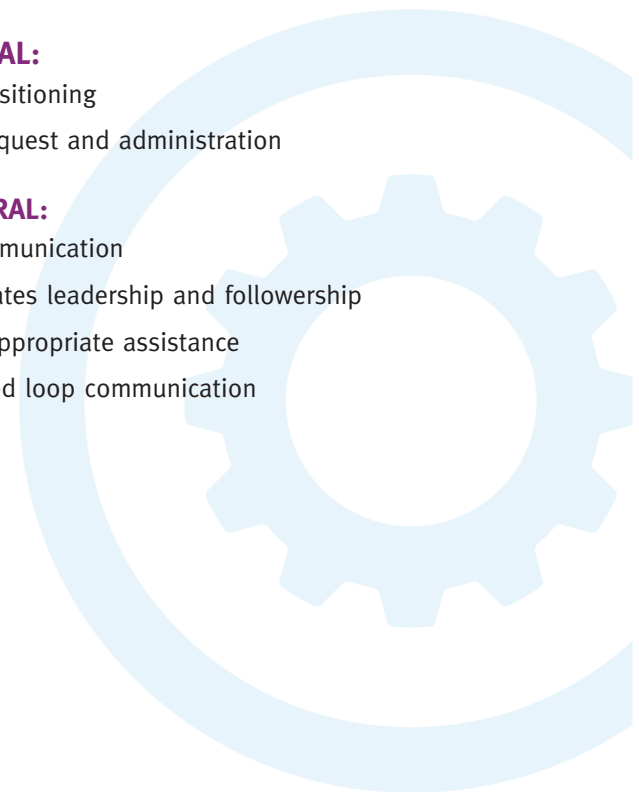 AL:
sitioning
quest and administration
RAL:
munication
ates leadership and followership
ppropriate assistance
d loop communication